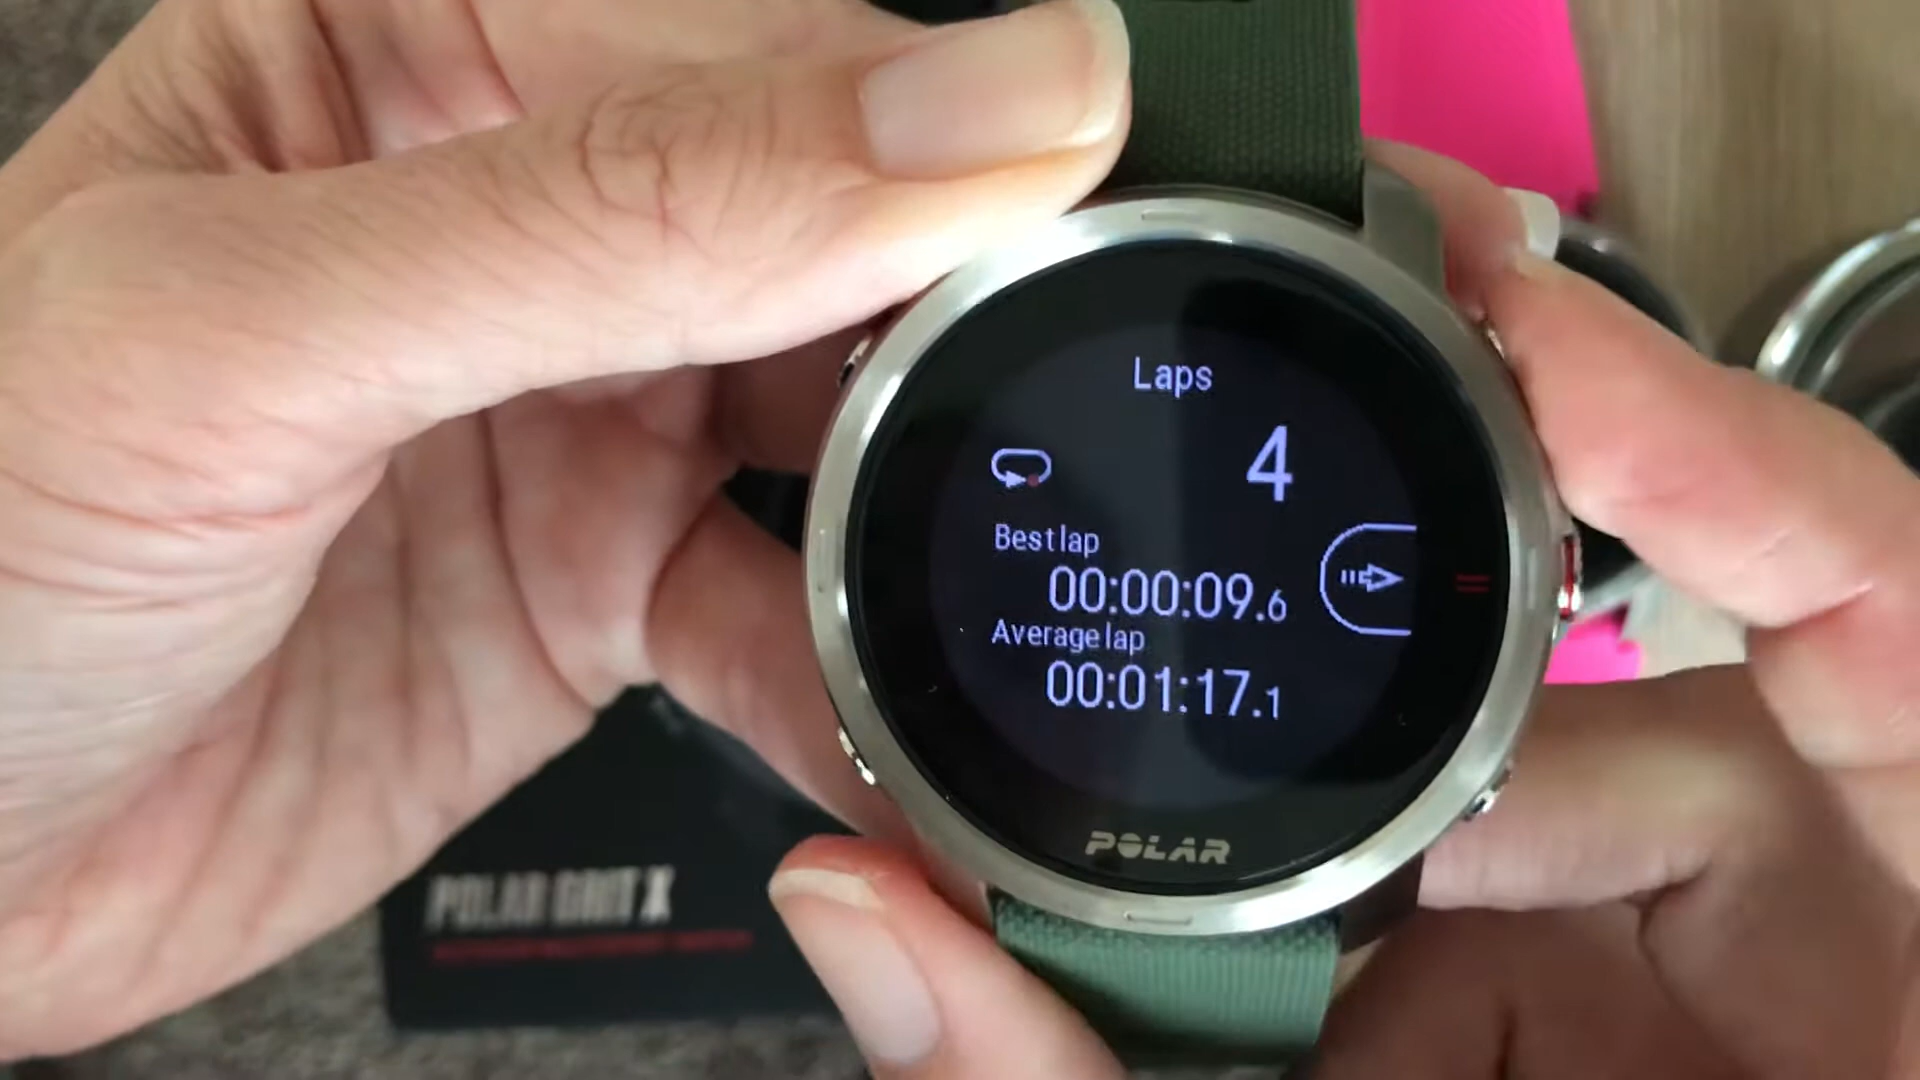 Laps
4
Best lap
00:00:09.6
Average lap
00:01:17.1
POLAR
POLAR GRIT X